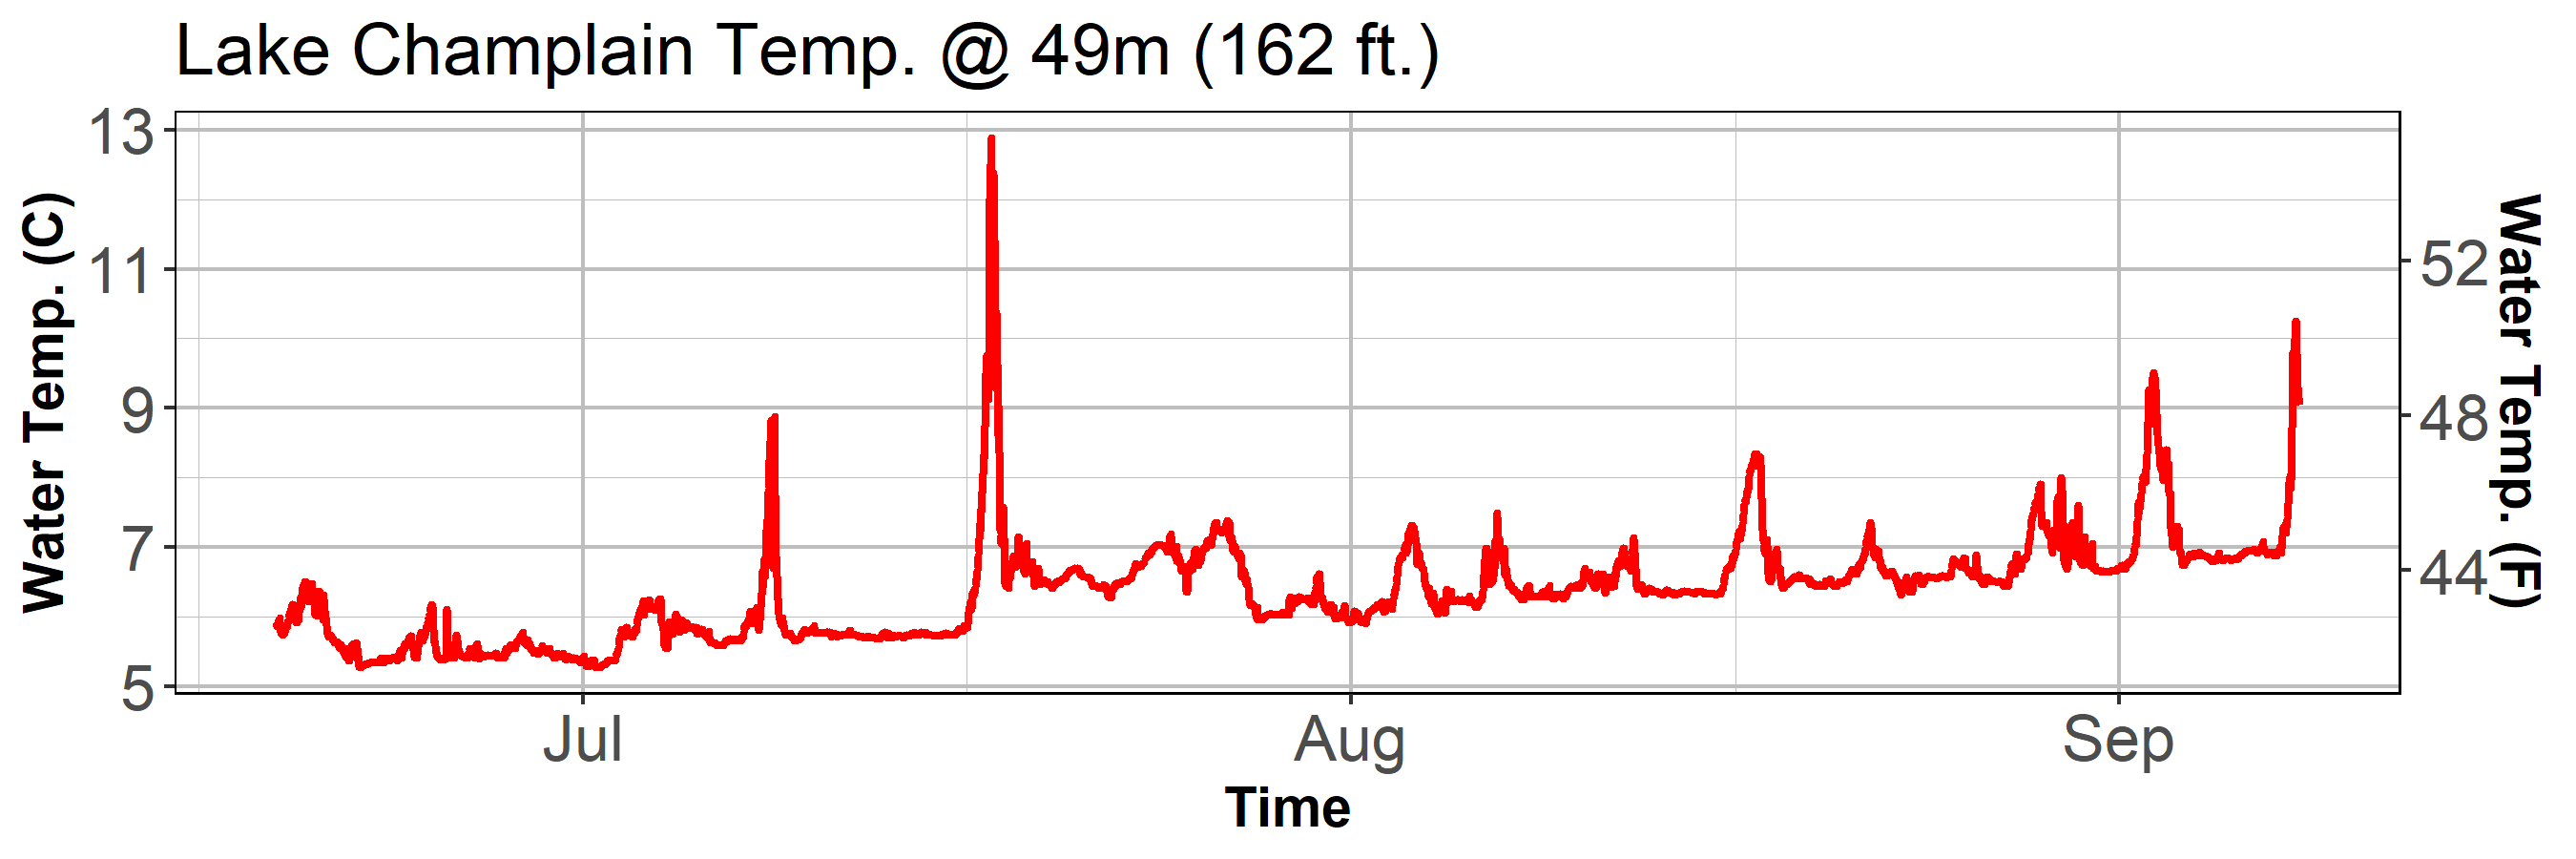 Lake Champlain Temp. @ 49m (162 ft.)
Water Temp. (C)
13
11
9
7
5
52
48
44
Water Temp. (F)
Jul Aug Sep
Time